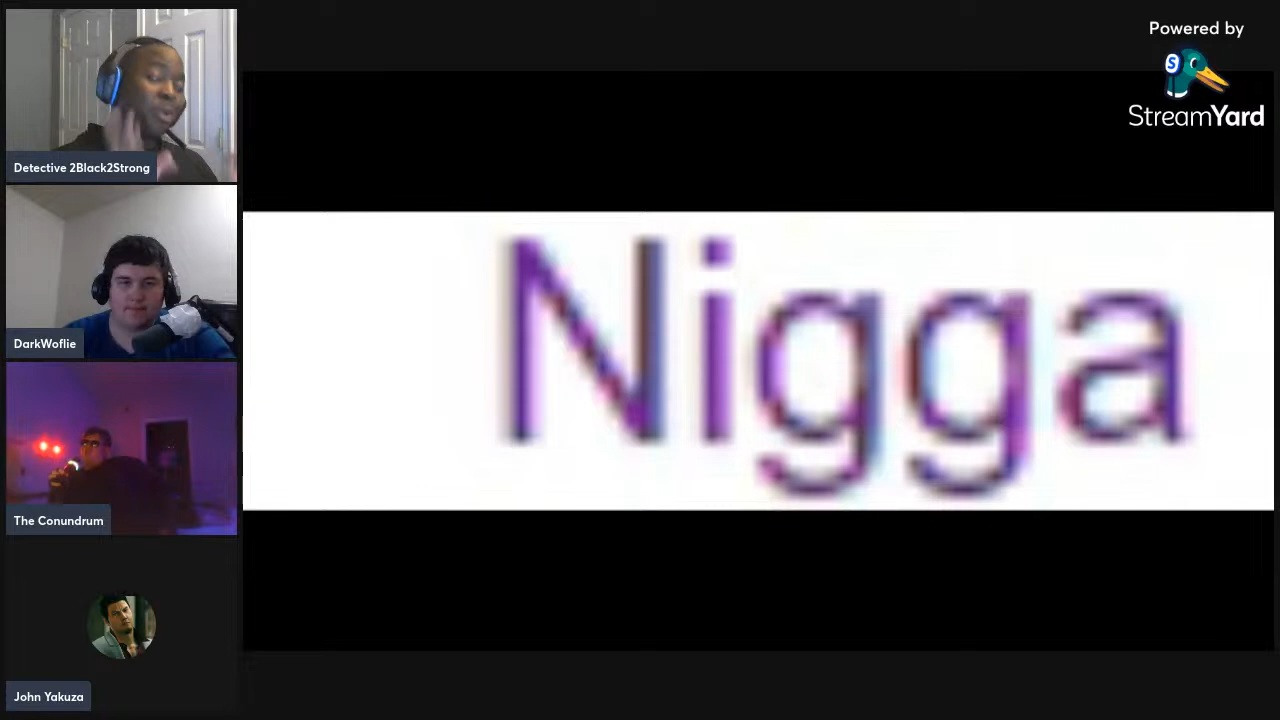 Powered by
StreamYard
Detective 2Black2Strong
Nigga
DarkWoflie
The Conundrum
John Yakuza